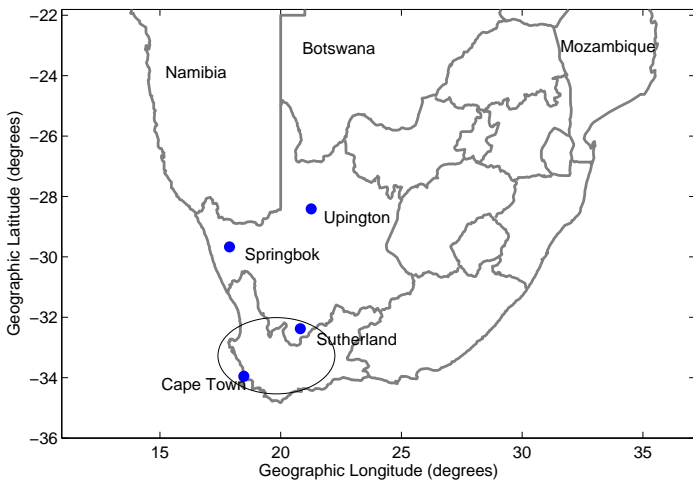 −22
−24
−26
−28
−30
−32
−34
−36
Geographic Latitude (degrees)
Botswana
Mozambique
Namibia
Upington
Springbok
Sutherland
Cape Town
15 20 25 30 35
Geographic Longitude (degrees)